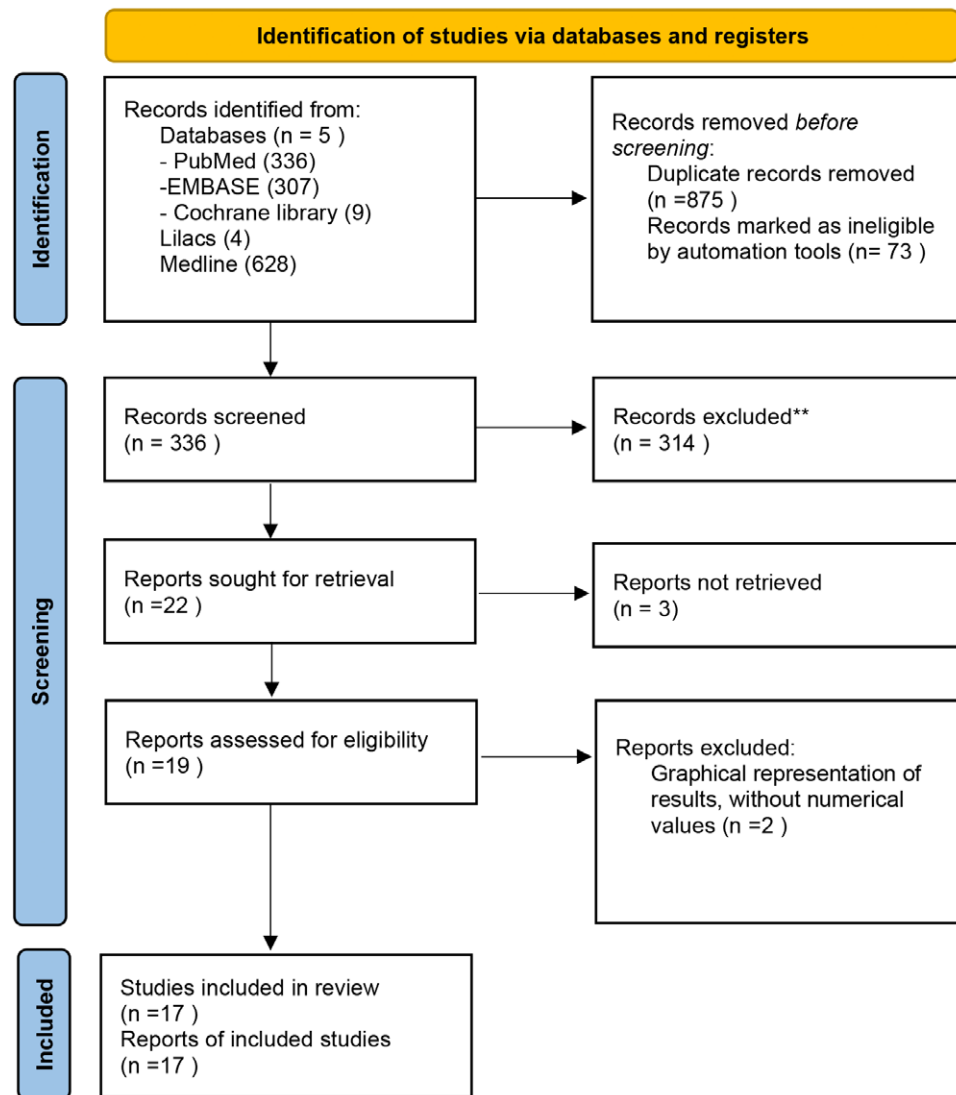 Identification of studies via databases and registers
Identification
Records identified from:
Databases (n = 5 )
- PubMed (336)
-EMBASE (307)
- Cochrane library (9)
Lilacs (4)
Medline (628)
Records removed before
screening:
Duplicate records removed
(n =875 )
Records marked as ineligible
by automation tools (n= 73 )
Screening
Records screened
(n = 336 )
Records excluded**
(n = 314 )
Reports sought for retrieval
(n =22 )
Reports not retrieved
(n = 3)
Reports assessed for eligibility
(n =19 )
Reports excluded:
Graphical representation of
results, without numerical
values (n =2 )
Included
Studies included in review
(n =17 )
Reports of included studies
(n =17 )